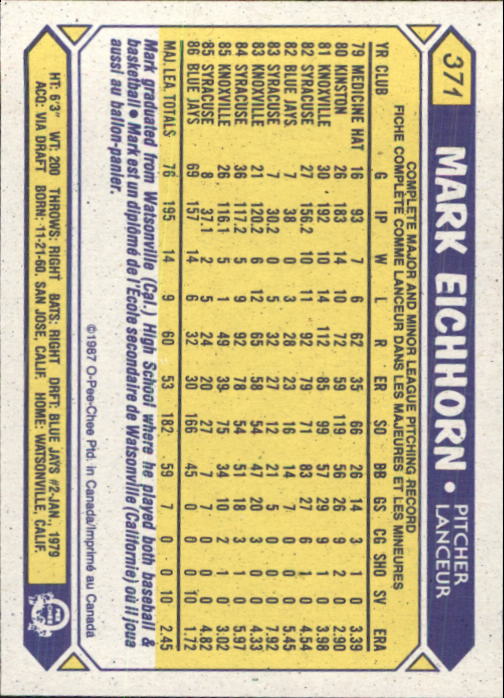 371
MARK EICHHORN • PITCHER
LANCEUR
COMPLETE MAJOR AND MINOR LEAGUE PITCHING RECORD
FICHE COMPLÈTE COMME LANCEUR DANS LES MAJEURES ET LES MINEURES
YR CLUB G IP W L R ER SO BB GS CG SHO SV ERA
79 MEDICINE HAT 16 93 7 6 62 35 66 26 14 3 0 0 3.39
80 KINSTON 26 183 14 10 72 59 119 56 26 9 2 0 2.90
81 KNOXVILLE 30 192 10 14 112 85 99 57 29 9 1 0 3.98
82 SYRACUSE 27 156.2 10 11 92 79 71 83 27 6 1 0 4.54
82 BLUE JAYS 7 38 0 3 28 23 16 14 7 0 0 0 5.45
83 SYRACUSE 7 30.2 0 5 32 27 12 21 5 0 0 0 7.92
83 KNOXVILLE 21 120.2 6 12 65 58 54 47 20 3 0 0 4.33
84 SYRACUSE 36 117.2 5 9 92 78 54 51 18 3 1 0 5.97
85 KNOXVILLE 26 116.1 5 1 49 39 75 34 10 2 1 0 3.02
85 SYRACUSE 8 37.1 2 5 24 20 27 7 7 0 0 0 4.82
86 BLUE JAYS 69 157 14 6 32 30 166 45 0 0 0 10 1.72
MAJ. LEA. TOTALS 76 195 14 9 60 53 182 59 7 0 0 10 2.45
Mark graduated from Watsonville (Cal.) High School where he played both baseball &
basketball • Mark est un diplômé de l'École secondaire de Watsonville (Californie) où il joua
aussi au ballon-panier.
©1987 O-Pee-Chee Ptd. in Canada/Imprimé au Canada
HT: 6'3" WT: 200 THROWS: RIGHT BATS: RIGHT DRFT: BLUE JAYS #2-JAN., 1979
ACQ: VIA DRAFT BORN: 11-21-60, SAN JOSE, CALIF. HOME: WATSONVILLE, CALIF.
O-PEE-CHEE